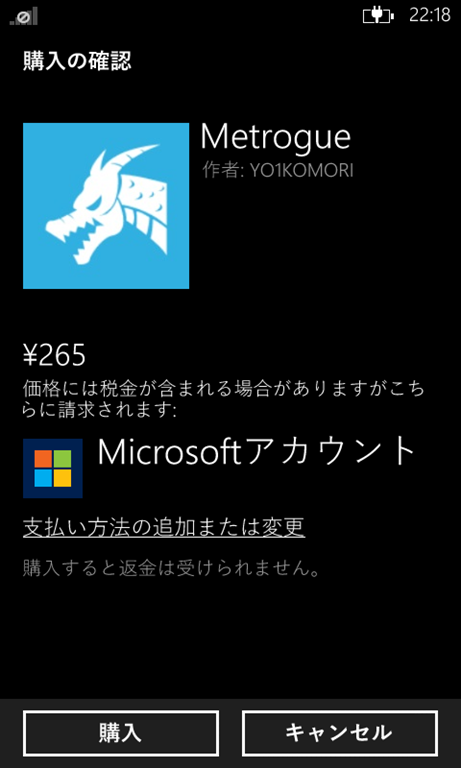 22:18
購入の確認
Metrogue
作者: YO1KOMORI
¥265
価格には税金が含まれる場合がありますがこち
らに請求されます:
Microsoftアカウント
支払い方法の追加または変更
購入すると返金は受けられません。
購入
キャンセル